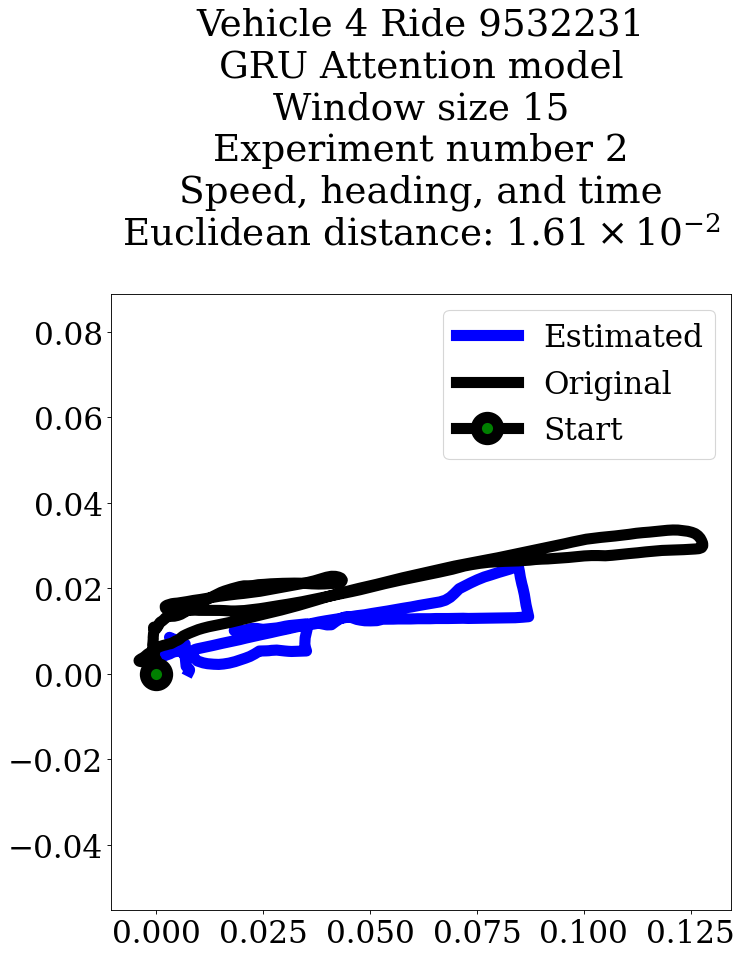 Vehicle 4 Ride 9532231
GRU Attention model
Window size 15
Experiment number 2
Speed, heading, and time
Euclidean distance: 1.61 × 10⁻²
Estimated
Original
Start
0.08
0.06
0.04
0.02
0.00
−0.02
−0.04
0.000 0.025 0.050 0.075 0.100 0.125